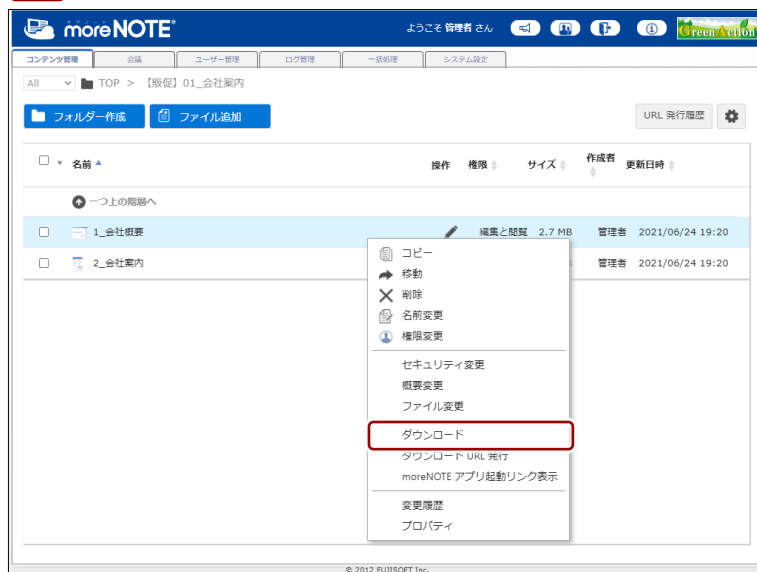 moreNOTE®
ようこそ 管理者 さん
Green Action
コンテンツ管理 会議 ユーザー管理 ログ管理 一括処理 システム設定
All TOP > 【販促】01_会社案内
フォルダー作成 ファイル追加 URL 発行履歴
名前 操作 権限 サイズ 作成者 更新日時
一つ上の階層へ
1_会社概要 編集と閲覧 2.7 MB 管理者 2021/06/24 19:20
2_会社案内 管理者 2021/06/24 19:20
コピー
移動
削除
名前変更
権限変更
セキュリティ変更
概要変更
ファイル変更
ダウンロード
ダウンロード URL 発行
moreNOTE アプリ起動リンク表示
変更履歴
プロパティ
© 2012 FUJISOFT Inc.